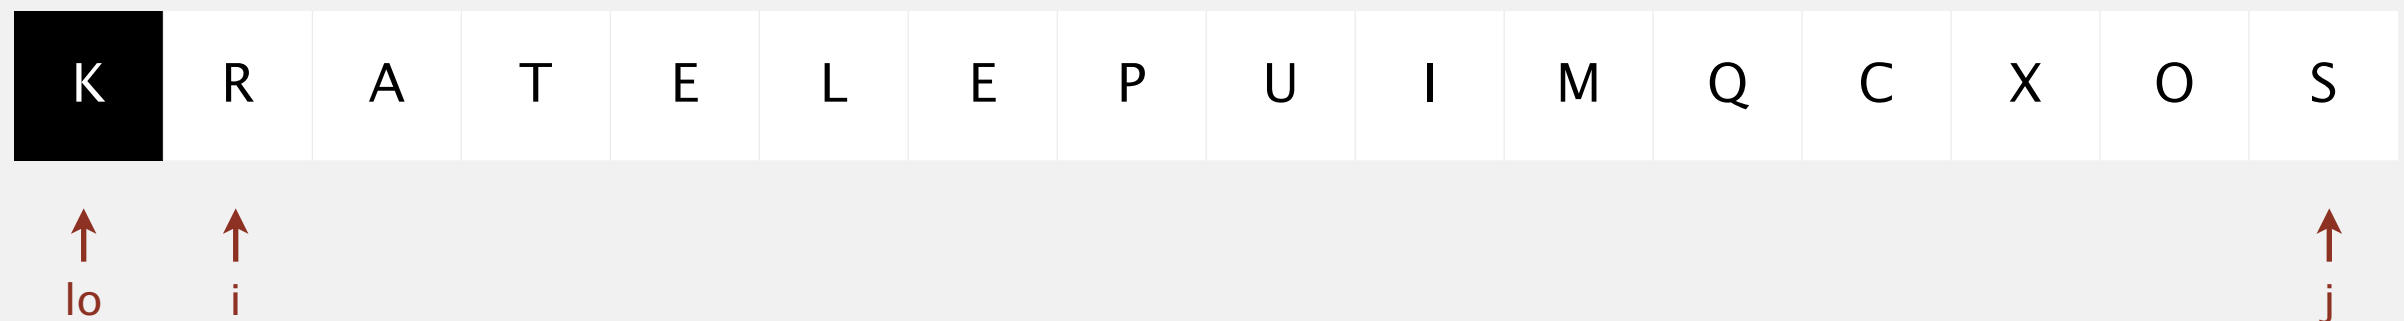 K R A T E L E P U I M Q C X O S
lo i j